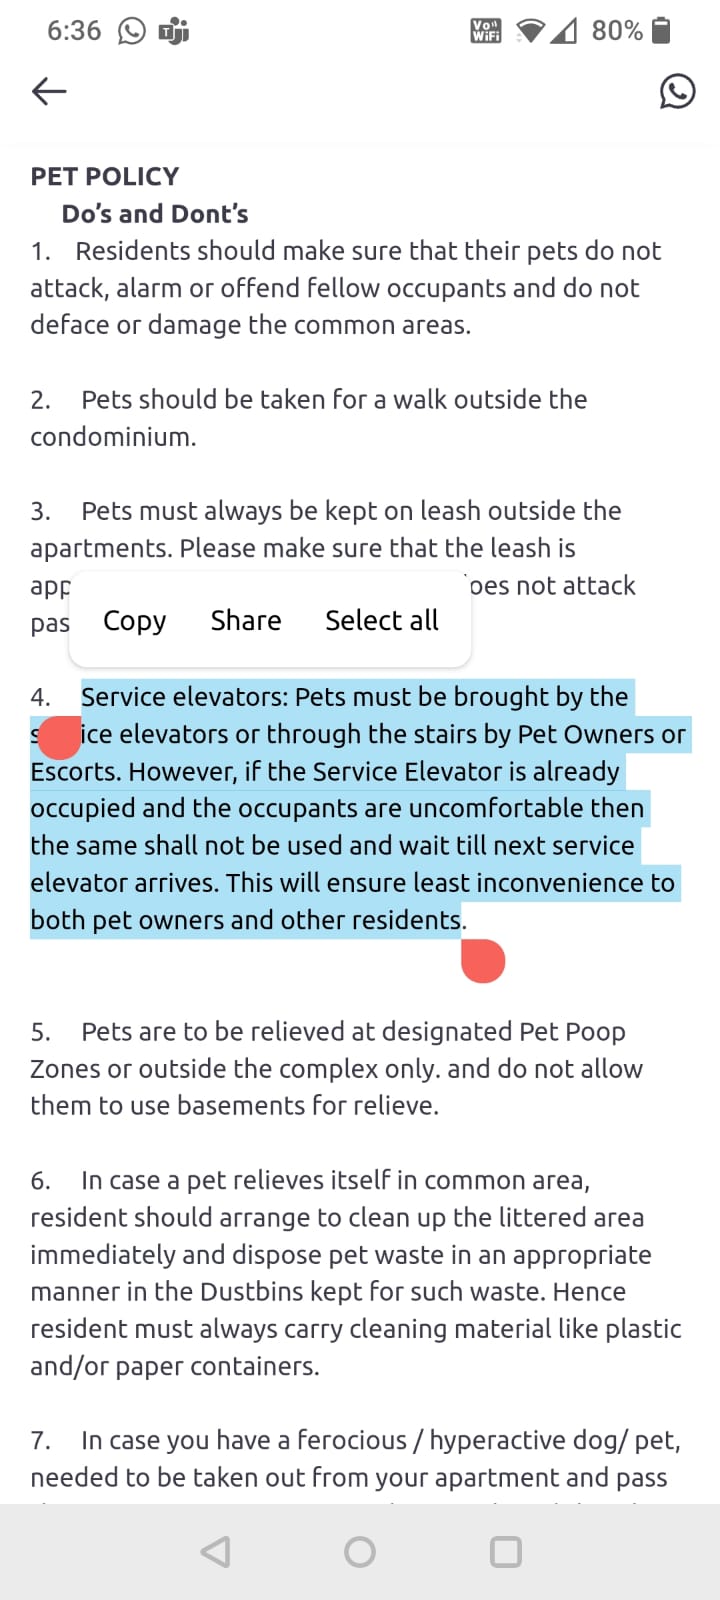 6:36
Vo))
WiFi
80%
PET POLICY
Do’s and Dont’s
1. Residents should make sure that their pets do not
attack, alarm or offend fellow occupants and do not
deface or damage the common areas.
2. Pets should be taken for a walk outside the
condominium.
3. Pets must always be kept on leash outside the
apartments. Please make sure that the leash is
not attack
Copy Share Select all
4. Service elevators: Pets must be brought by the
elevators or through the stairs by Pet Owners or
Escorts. However, if the Service Elevator is already
occupied and the occupants are uncomfortable then
the same shall not be used and wait till next service
elevator arrives. This will ensure least inconvenience to
both pet owners and other residents.
5. Pets are to be relieved at designated Pet Poop
Zones or outside the complex only. and do not allow
them to use basements for relieve.
6. In case a pet relieves itself in common area,
resident should arrange to clean up the littered area
immediately and dispose pet waste in an appropriate
manner in the Dustbins kept for such waste. Hence
resident must always carry cleaning material like plastic
and/or paper containers.
7. In case you have a ferocious / hyperactive dog/ pet,
needed to be taken out from your apartment and pass